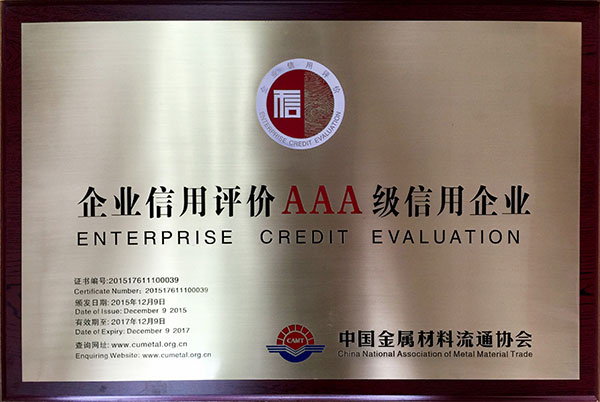 企业信用评价
信
ENTERPRISE CREDIT EVALUATION
企业信用评价AAA级信用企业
ENTERPRISE CREDIT EVALUATION
证书编号:201517611100039
Certificate Number: 201517611100039
颁发日期:2015年12月9日
Date of Issue: December 9 2015
有效期至:2017年12月9日
Date of Expiry: December 9 2017
查询网址: www.cumetal.org.cn
Enquiring Website: www.cumetal.org.cn
CAMT
中国金属材料流通协会
China National Association of Metal Material Trade